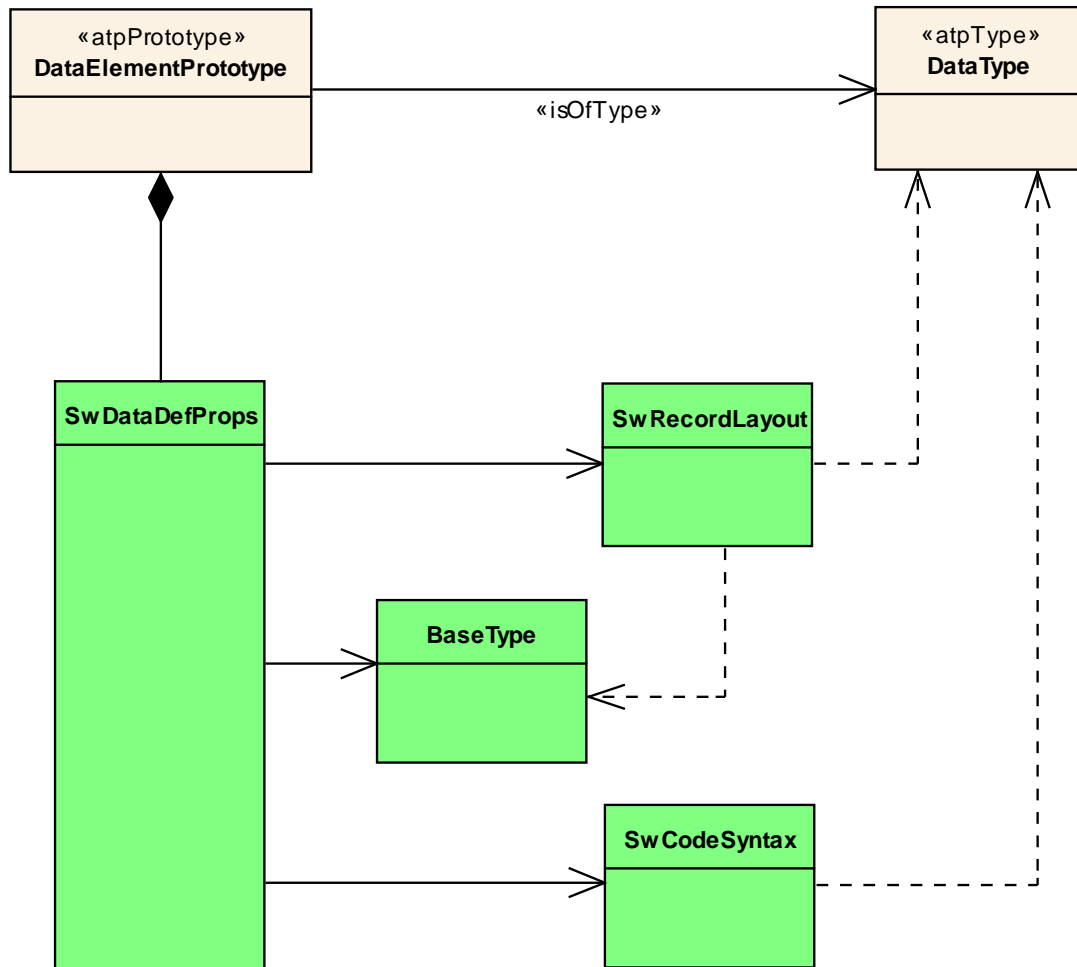 «atpPrototype»
DataElementPrototype
«atpType»
DataType
«isOfType»
SwDataDefProps
SwRecordLayout
BaseType
SwCodeSyntax